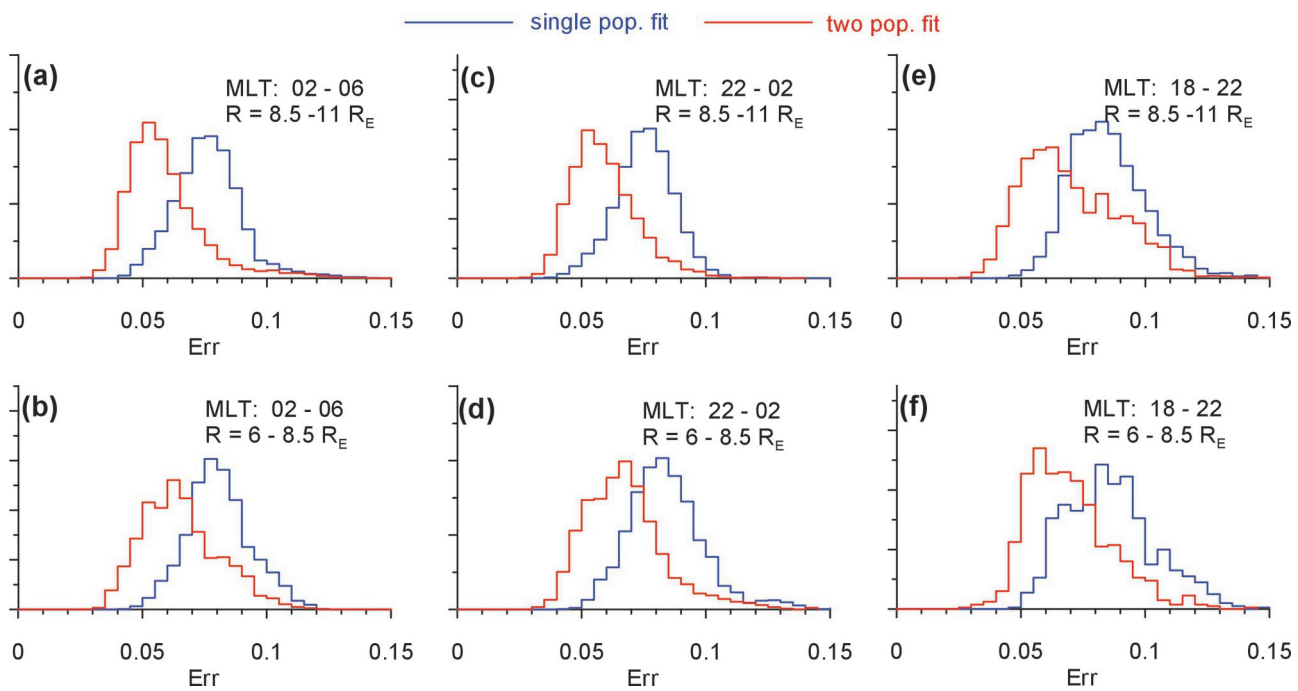 single pop. fit two pop. fit
(a) MLT: 02 - 06
R = 8.5 -11 RE
0 0.05 0.1 0.15
Err
(c) MLT: 22 - 02
R = 8.5 -11 RE
0 0.05 0.1 0.15
Err
(e) MLT: 18 - 22
R = 8.5 -11 RE
0 0.05 0.1 0.15
Err
(b) MLT: 02 - 06
R = 6 - 8.5 RE
0 0.05 0.1 0.15
Err
(d) MLT: 22 - 02
R = 6 - 8.5 RE
0 0.05 0.1 0.15
Err
(f) MLT: 18 - 22
R = 6 - 8.5 RE
0 0.05 0.1 0.15
Err